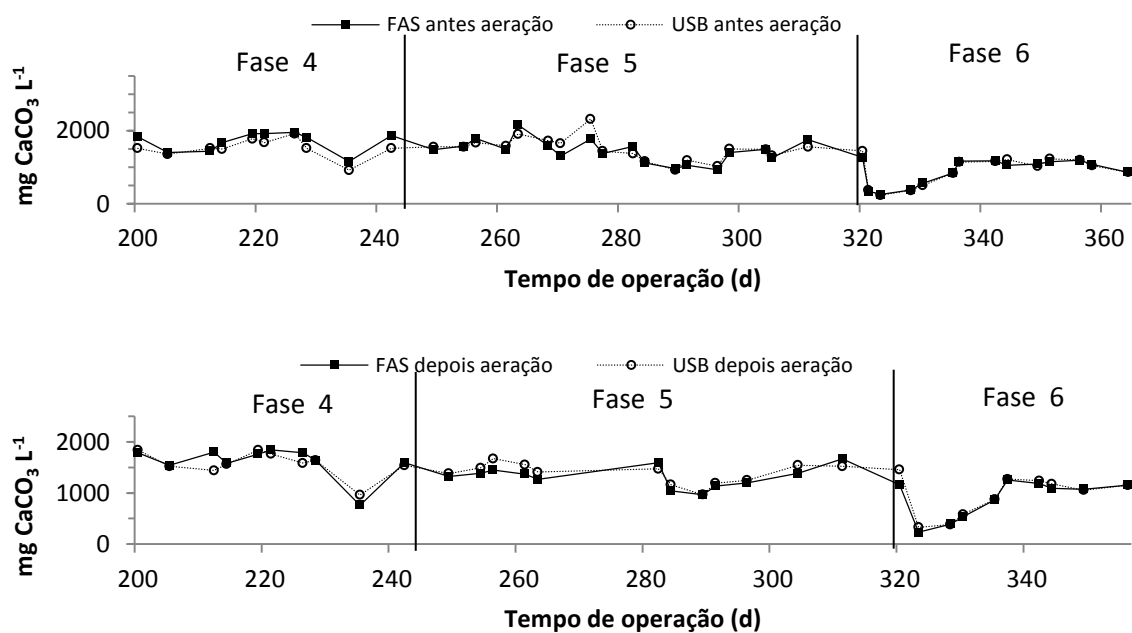 FAS antes aeração USB antes aeração
Fase 4 Fase 5 Fase 6
mg CaCO₃ L⁻¹
2000
0
200 220 240 260 280 300 320 340 360
Tempo de operação (d)
FAS depois aeração USB depois aeração
Fase 4 Fase 5 Fase 6
mg CaCO₃ L⁻¹
2000
1000
0
200 220 240 260 280 300 320 340
Tempo de operação (d)